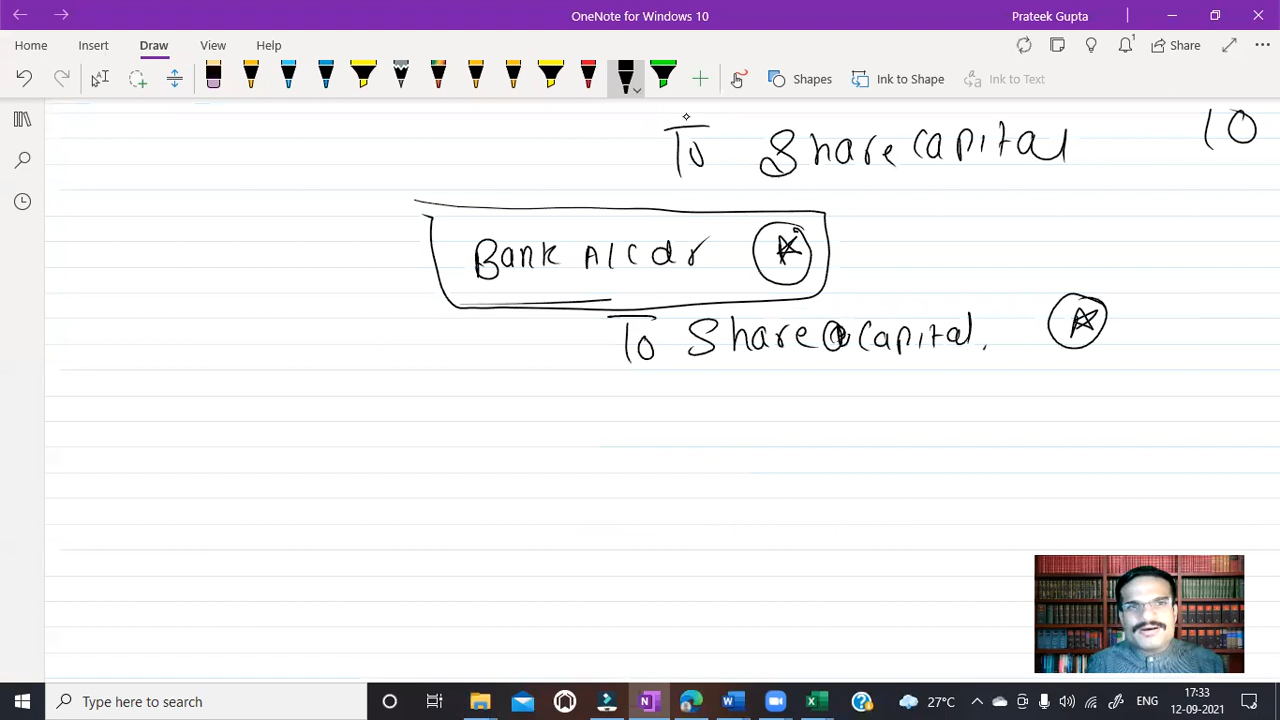 OneNote for Windows 10
Prateek Gupta
Home Insert Draw View Help
Share
Shapes
Ink to Shape
Ink to Text
To Share Capital 10
Bank A/C dr
To Share Capital.
Type here to search
27°C
ENG
17:33
12-09-2021